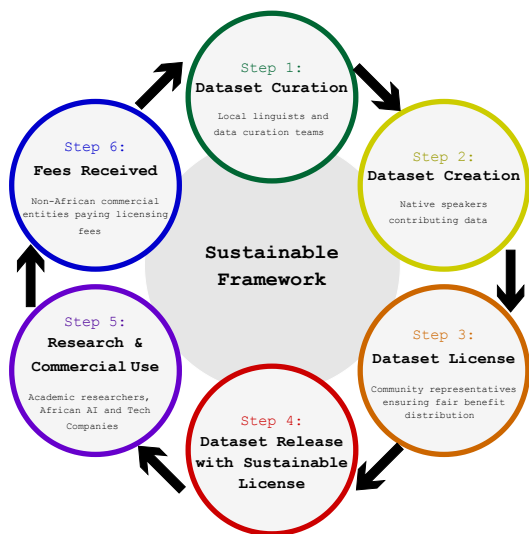 Step 1:
Dataset Curation
Local linguists and
data curation teams
Step 2:
Dataset Creation
Native speakers
contributing data
Step 3:
Dataset License
Community representatives
ensuring fair benefit
distribution
Step 4:
Dataset Release
with Sustainable
License
Step 5:
Research &
Commercial Use
Academic researchers,
African AI and Tech
Companies
Step 6:
Fees Received
Non-African commercial
entities paying licensing
fees
Sustainable
Framework